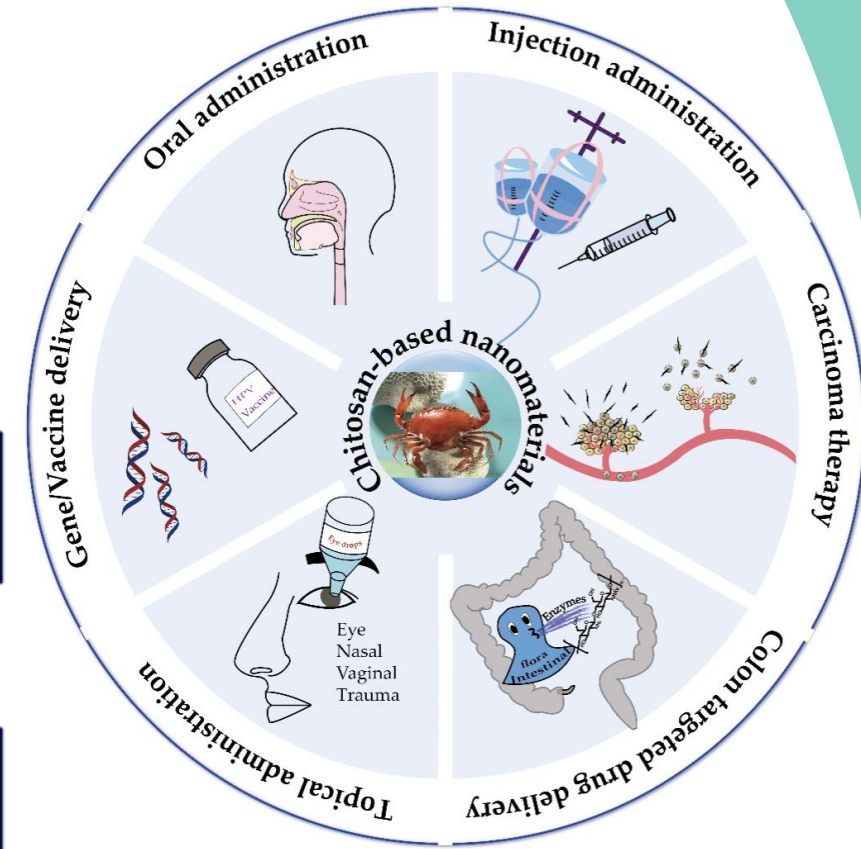 Oral administration
Injection administration
Carcinoma therapy
Colon targeted drug delivery
Topical administration
Gene/Vaccine delivery
Chitosan-based nanomaterials
HPV
Vaccine
Eye drops
Eye
Nasal
Vaginal
Trauma
Enzymes
flora
Intestinal